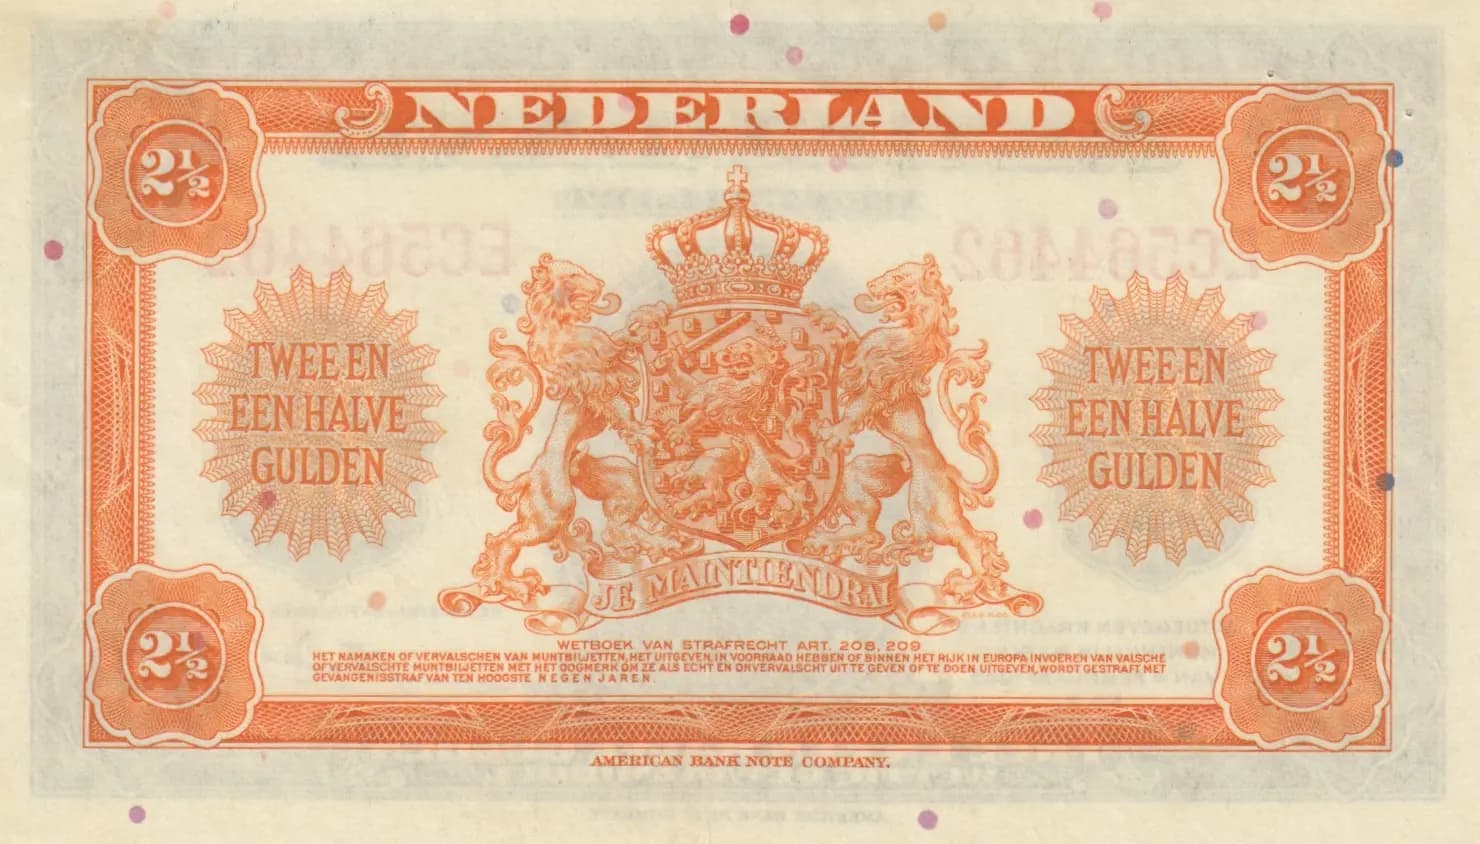 NEDERLAND
2½
2½
TWEE EN
EEN HALVE
GULDEN
TWEE EN
EEN HALVE
GULDEN
JE MAINTIENDRAI
WETBOEK VAN STRAFRECHT ART. 208, 209
HET NAMAKEN OF VERVALSCHEN VAN MUNTBILJETTEN, HET UITGEVEN, IN VOORRAAD HEBBEN OF BINNEN HET RIJK IN EUROPA INVOEREN VAN VALSCHE
OF VERVALSCHTE MUNTBILJETTEN MET HET OOGMERK OM ZE ALS ECHT EN ONVERVALSCHT UIT TE GEVEN OF TE DOEN UITGEVEN, WORDT GESTRAFT MET
GEVANGENISSTRAF VAN TEN HOOGSTE NEGEN JAREN.
2½
2½
AMERICAN BANK NOTE COMPANY.
EC564462
EC564462